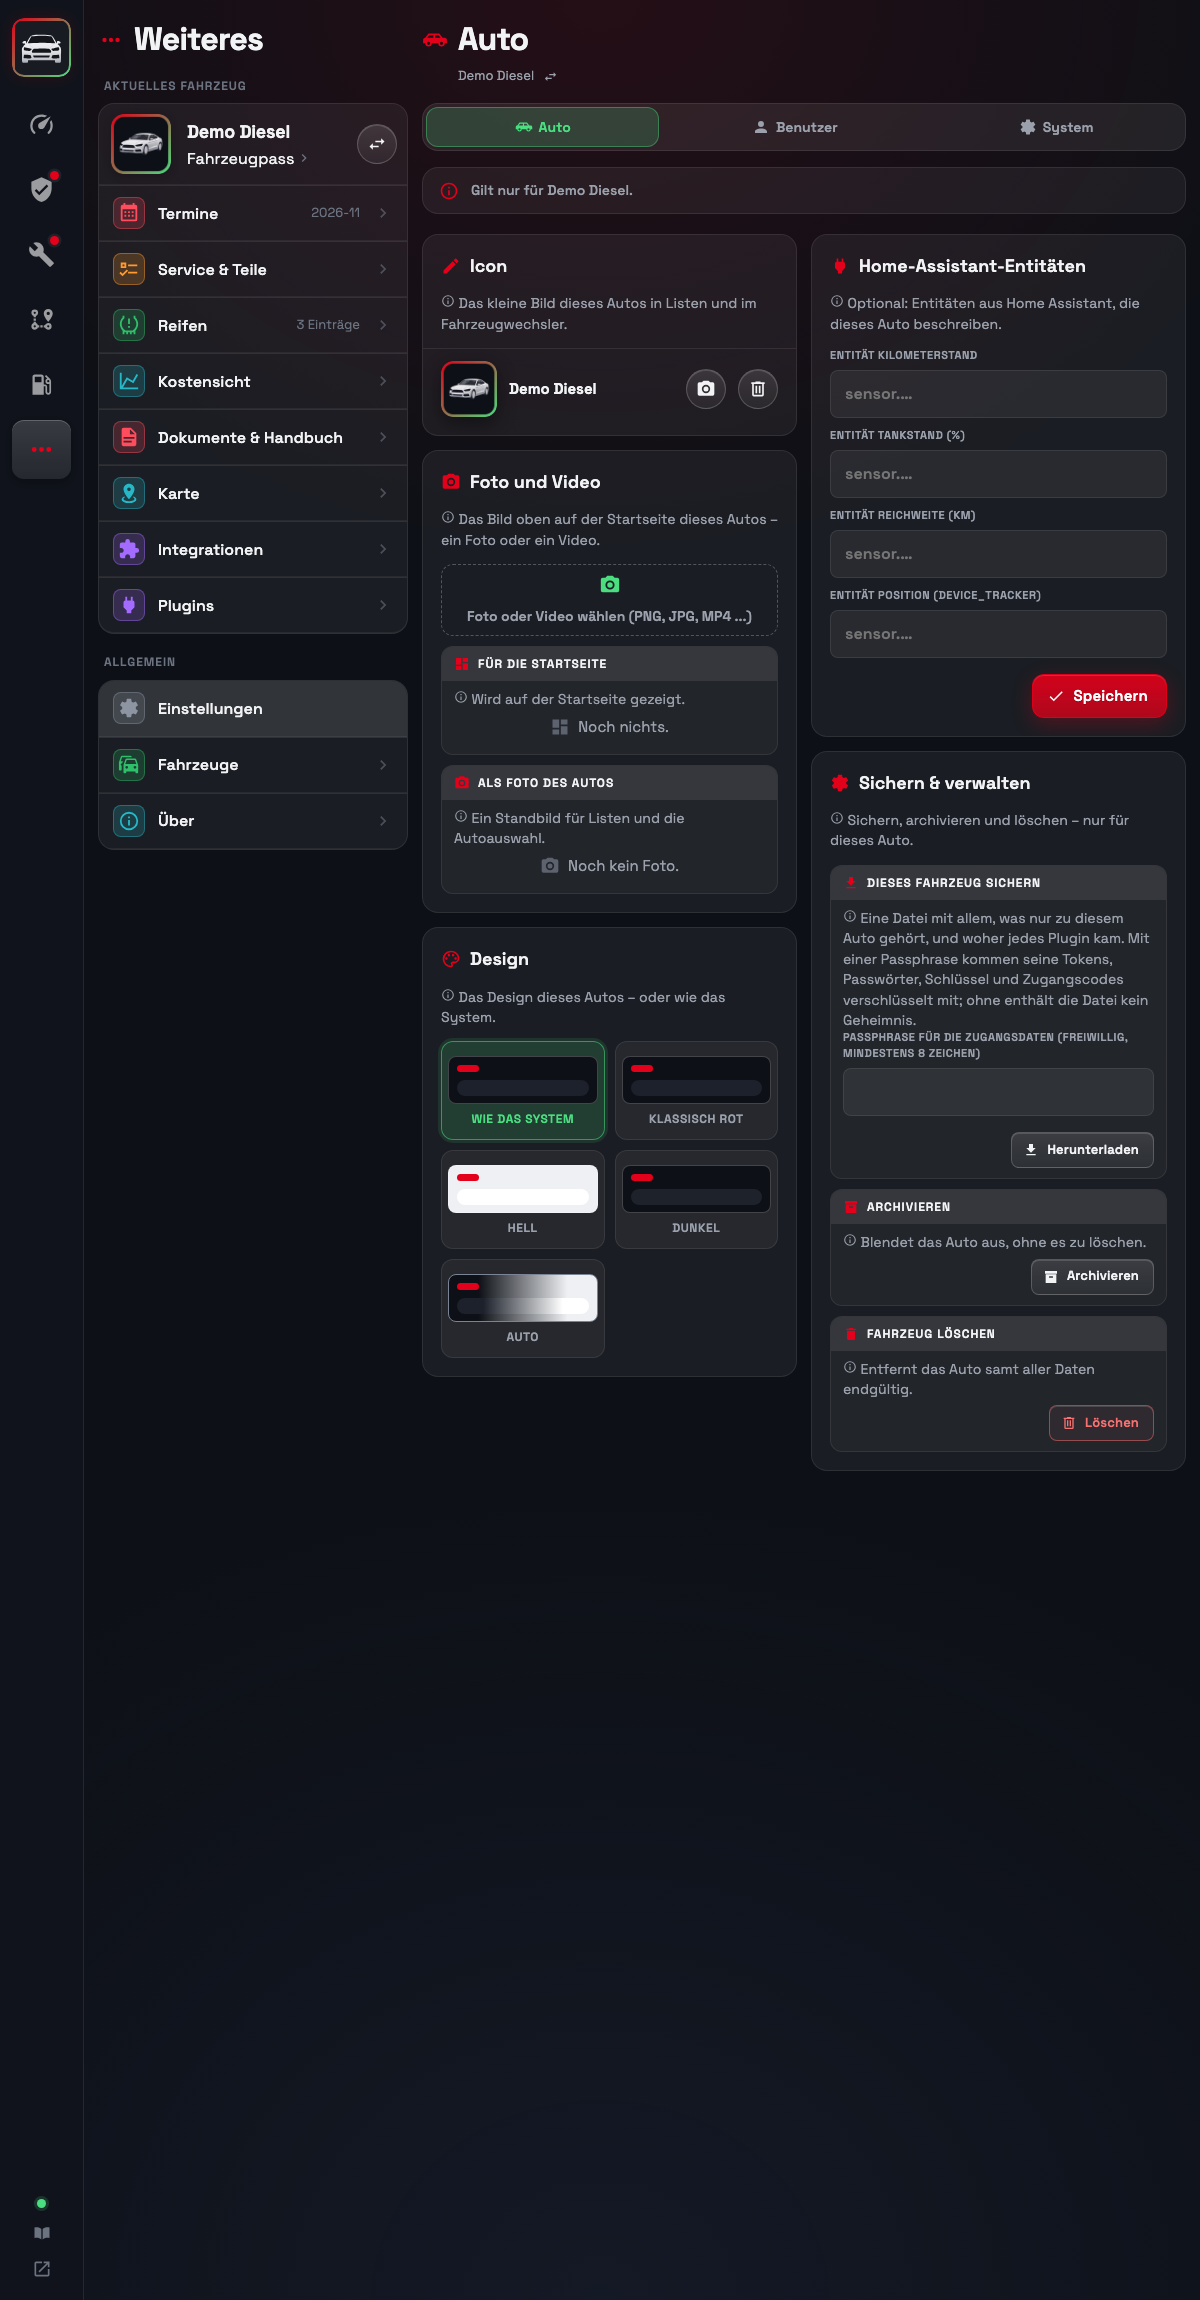 Weiteres
AKTUELLES FAHRZEUG
Demo Diesel
Fahrzeugpass
Termine
2026-11
Service & Teile
Reifen
3 Einträge
Kostensicht
Dokumente & Handbuch
Karte
Integrationen
Plugins
ALLGEMEIN
Einstellungen
Fahrzeuge
Über
Auto
Demo Diesel
Auto
Benutzer
System
Gilt nur für Demo Diesel.
Icon
Das kleine Bild dieses Autos in Listen und im
Fahrzeugwechsler.
Demo Diesel
Foto und Video
Das Bild oben auf der Startseite dieses Autos –
ein Foto oder ein Video.
Foto oder Video wählen (PNG, JPG, MP4 ...)
FÜR DIE STARTSEITE
Wird auf der Startseite gezeigt.
Noch nichts.
ALS FOTO DES AUTOS
Ein Standbild für Listen und die
Autoauswahl.
Noch kein Foto.
Design
Das Design dieses Autos – oder wie das
System.
WIE DAS SYSTEM
KLASSISCH ROT
HELL
DUNKEL
AUTO
Home-Assistant-Entitäten
Optional: Entitäten aus Home Assistant, die
dieses Auto beschreiben.
ENTITÄT KILOMETERSTAND
sensor....
ENTITÄT TANKSTAND (%)
sensor....
ENTITÄT REICHWEITE (KM)
sensor....
ENTITÄT POSITION (DEVICE_TRACKER)
sensor....
Speichern
Sichern & verwalten
Sichern, archivieren und löschen – nur für
dieses Auto.
DIESES FAHRZEUG SICHERN
Eine Datei mit allem, was nur zu diesem
Auto gehört, und woher jedes Plugin kam. Mit
einer Passphrase kommen seine Tokens,
Passwörter, Schlüssel und Zugangscodes
verschlüsselt mit; ohne enthält die Datei kein
Geheimnis.
PASSPHRASE FÜR DIE ZUGANGSDATEN (FREIWILLIG,
MINDESTENS 8 ZEICHEN)
Herunterladen
ARCHIVIEREN
Blendet das Auto aus, ohne es zu löschen.
Archivieren
FAHRZEUG LÖSCHEN
Entfernt das Auto samt aller Daten
endgültig.
Löschen